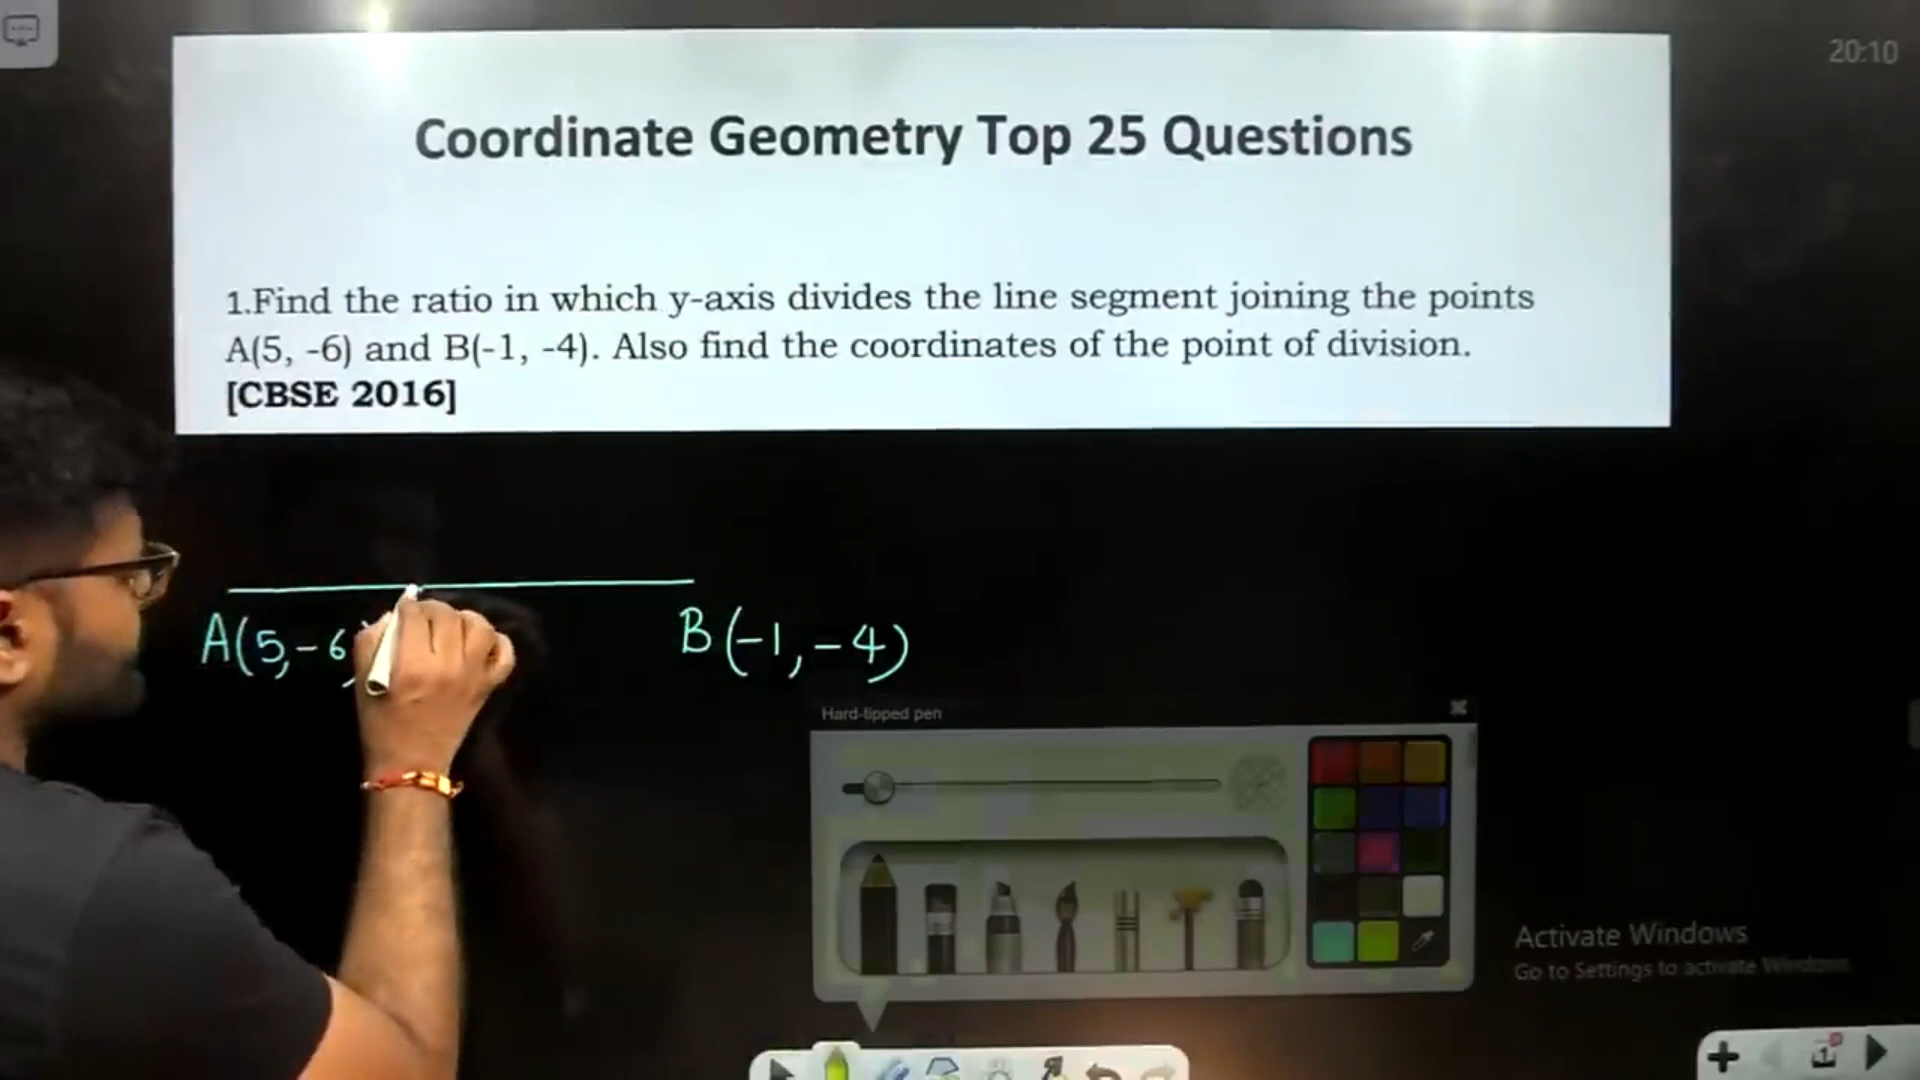 20:10
Coordinate Geometry Top 25 Questions
1.Find the ratio in which y-axis divides the line segment joining the points
A(5, -6) and B(-1, -4). Also find the coordinates of the point of division.
[CBSE 2016]
A(5,-6) B(-1,-4)
Hard-tipped pen
Activate Windows
Go to Settings to activate Windows.
1